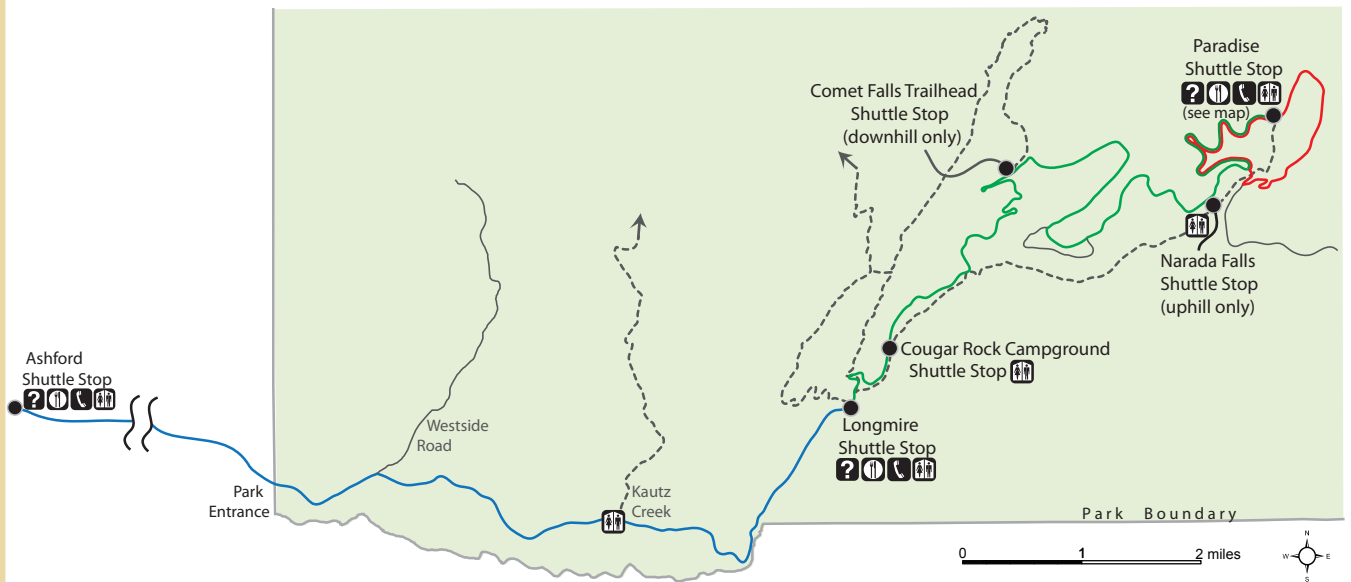 Paradise
Shuttle Stop
?
(see map)
Comet Falls Trailhead
Shuttle Stop
(downhill only)
Narada Falls
Shuttle Stop
(uphill only)
Cougar Rock Campground
Shuttle Stop
Ashford
Shuttle Stop
?
Westside
Road
Longmire
Shuttle Stop
?
Park
Entrance
Kautz
Creek
Park Boundary
0 1 2 miles
N
W E
S